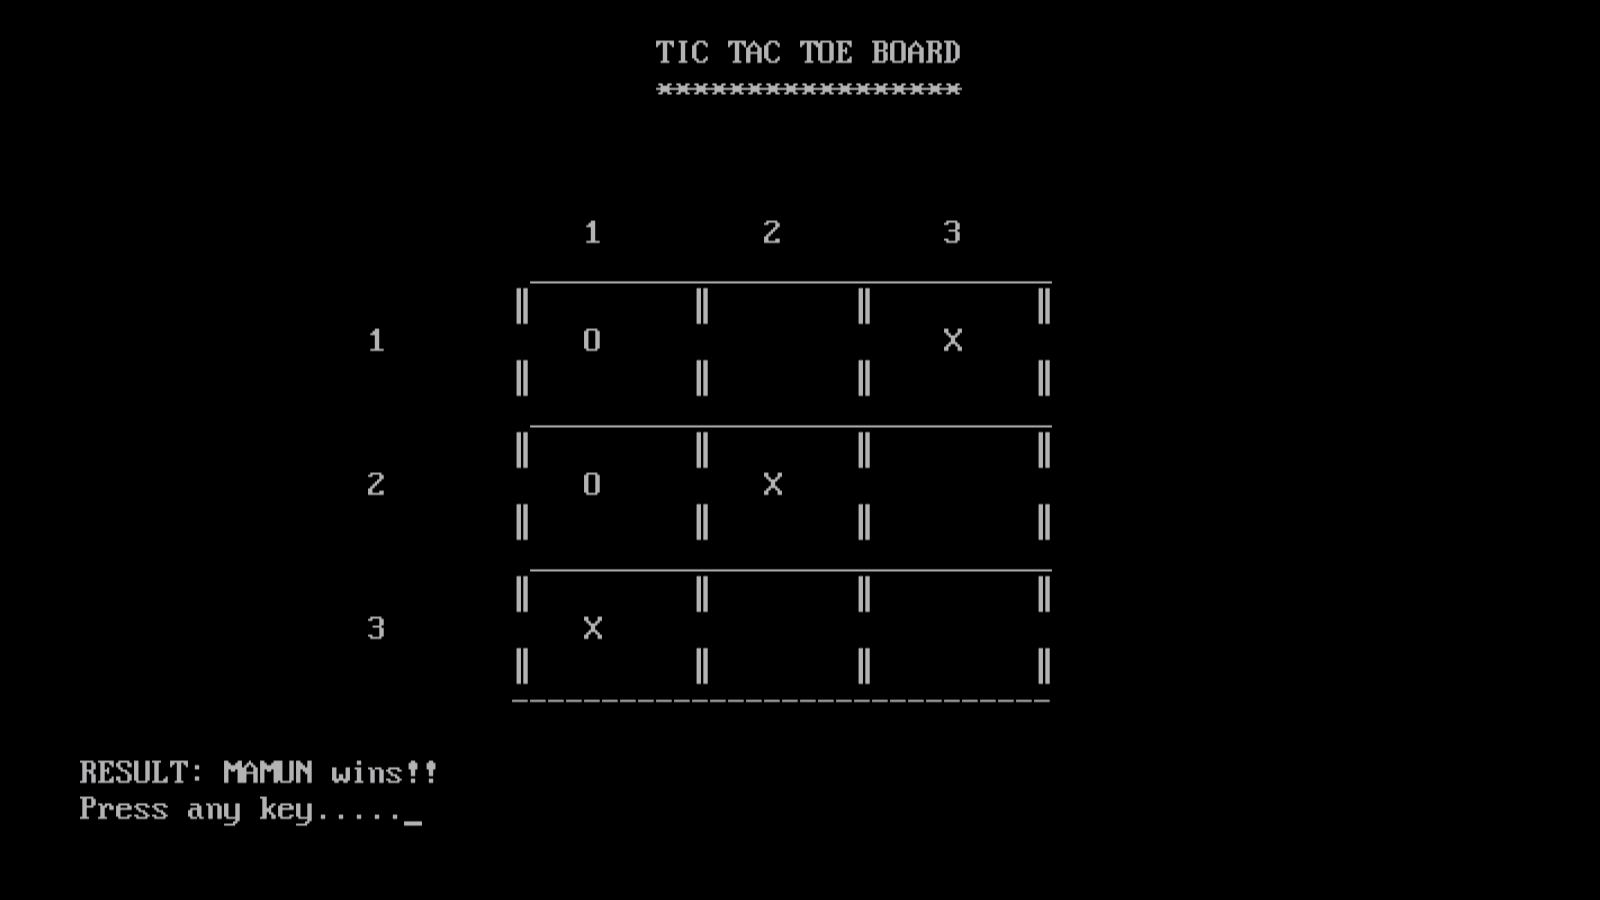 TIC TAC TOE BOARD
*****************
1 2 3
1 O X
2 O X
3 X
RESULT: MAMUN wins!!
Press any key....._